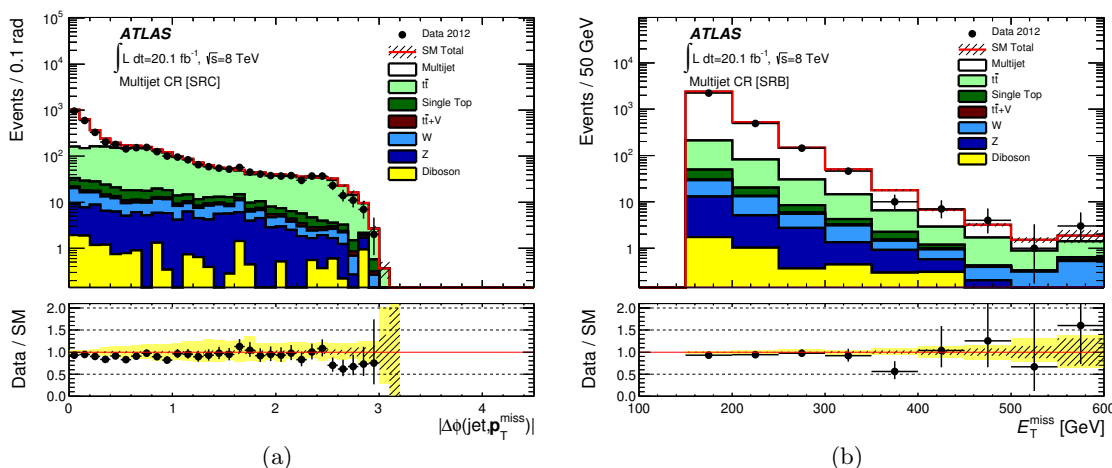 ATLAS
∫ L dt=20.1 fb⁻¹, √s=8 TeV
Multijet CR [SRC]
Data 2012
SM Total
Multijet
tt̄
Single Top
tt̄+V
W
Z
Diboson
Events / 0.1 rad
10⁵
10⁴
10³
10²
10
1
Data / SM
2.0
1.5
1.0
0.5
0.0
0 1 2 3 4
|Δϕ(jet,p_T^miss)|
(a)
ATLAS
∫ L dt=20.1 fb⁻¹, √s=8 TeV
Multijet CR [SRB]
Data 2012
SM Total
Multijet
tt̄
Single Top
tt̄+V
W
Z
Diboson
Events / 50 GeV
10⁵
10⁴
10³
10²
10
1
Data / SM
2.0
1.5
1.0
0.5
0.0
100 200 300 400 500 600
E_T^miss [GeV]
(b)